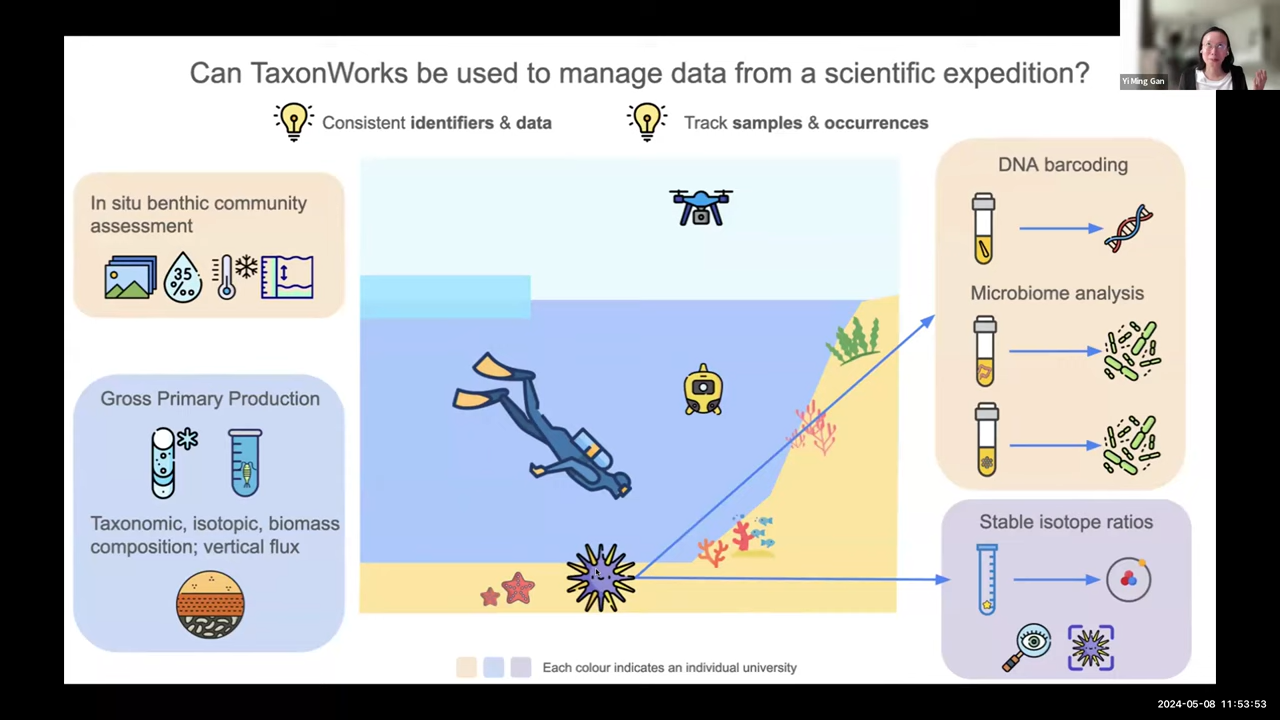 Can TaxonWorks be used to manage data from a scientific expedition?
Yi Ming Gan
Consistent identifiers & data
Track samples & occurrences
In situ benthic community
assessment
35
Gross Primary Production
Taxonomic, isotopic, biomass
composition; vertical flux
DNA barcoding
Microbiome analysis
Stable isotope ratios
Each colour indicates an individual university
2024-05-08 11:53:53